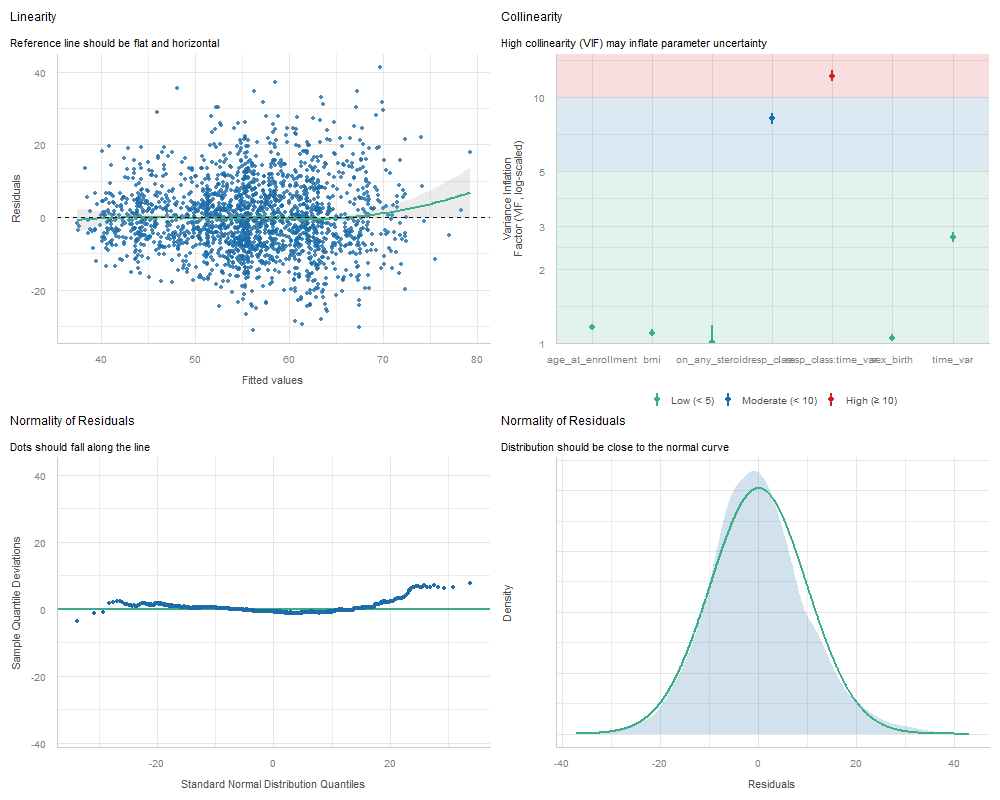 Linearity
Reference line should be flat and horizontal
40
20
0
-20
Residuals
40
50
60
70
80
Fitted values
Collinearity
High collinearity (VIF) may inflate parameter uncertainty
10
5
3
2
1
Variance Inflation
Factor (VIF, log-scaled)
age_at_enrollment
bmi
on_any_steroid
resp_class
resp_class:time_var
sex_birth
time_var
Low (< 5)
Moderate (< 10)
High (≥ 10)
Normality of Residuals
Dots should fall along the line
40
20
0
-20
-40
Sample Quantile Deviations
-20
0
20
Standard Normal Distribution Quantiles
Normality of Residuals
Distribution should be close to the normal curve
Density
-40
-20
0
20
40
Residuals